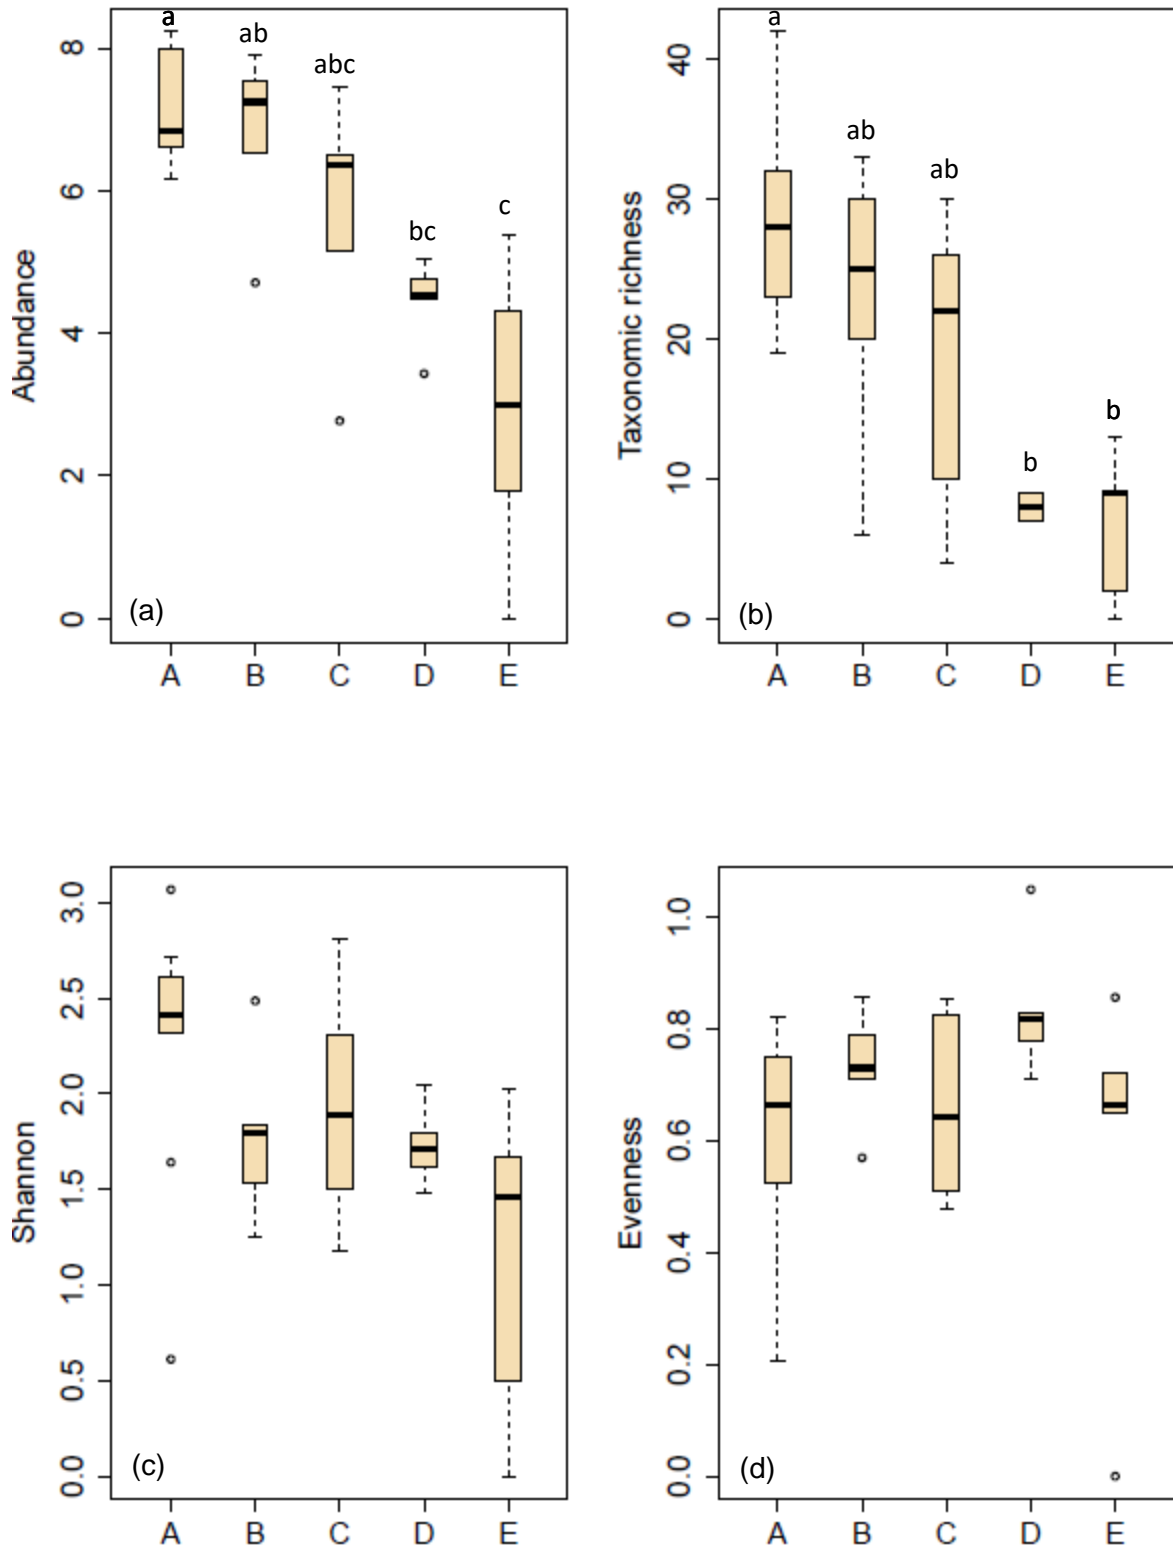 a
ab
abc
bc
c
Abundance
8
6
4
2
0
(a)
A B C D E
a
ab
ab
b
b
Taxonomic richness
40
30
20
10
0
(b)
A B C D E
Shannon
3.0
2.5
2.0
1.5
1.0
0.5
0.0
(c)
A B C D E
Evenness
1.0
0.8
0.6
0.4
0.2
0.0
(d)
A B C D E